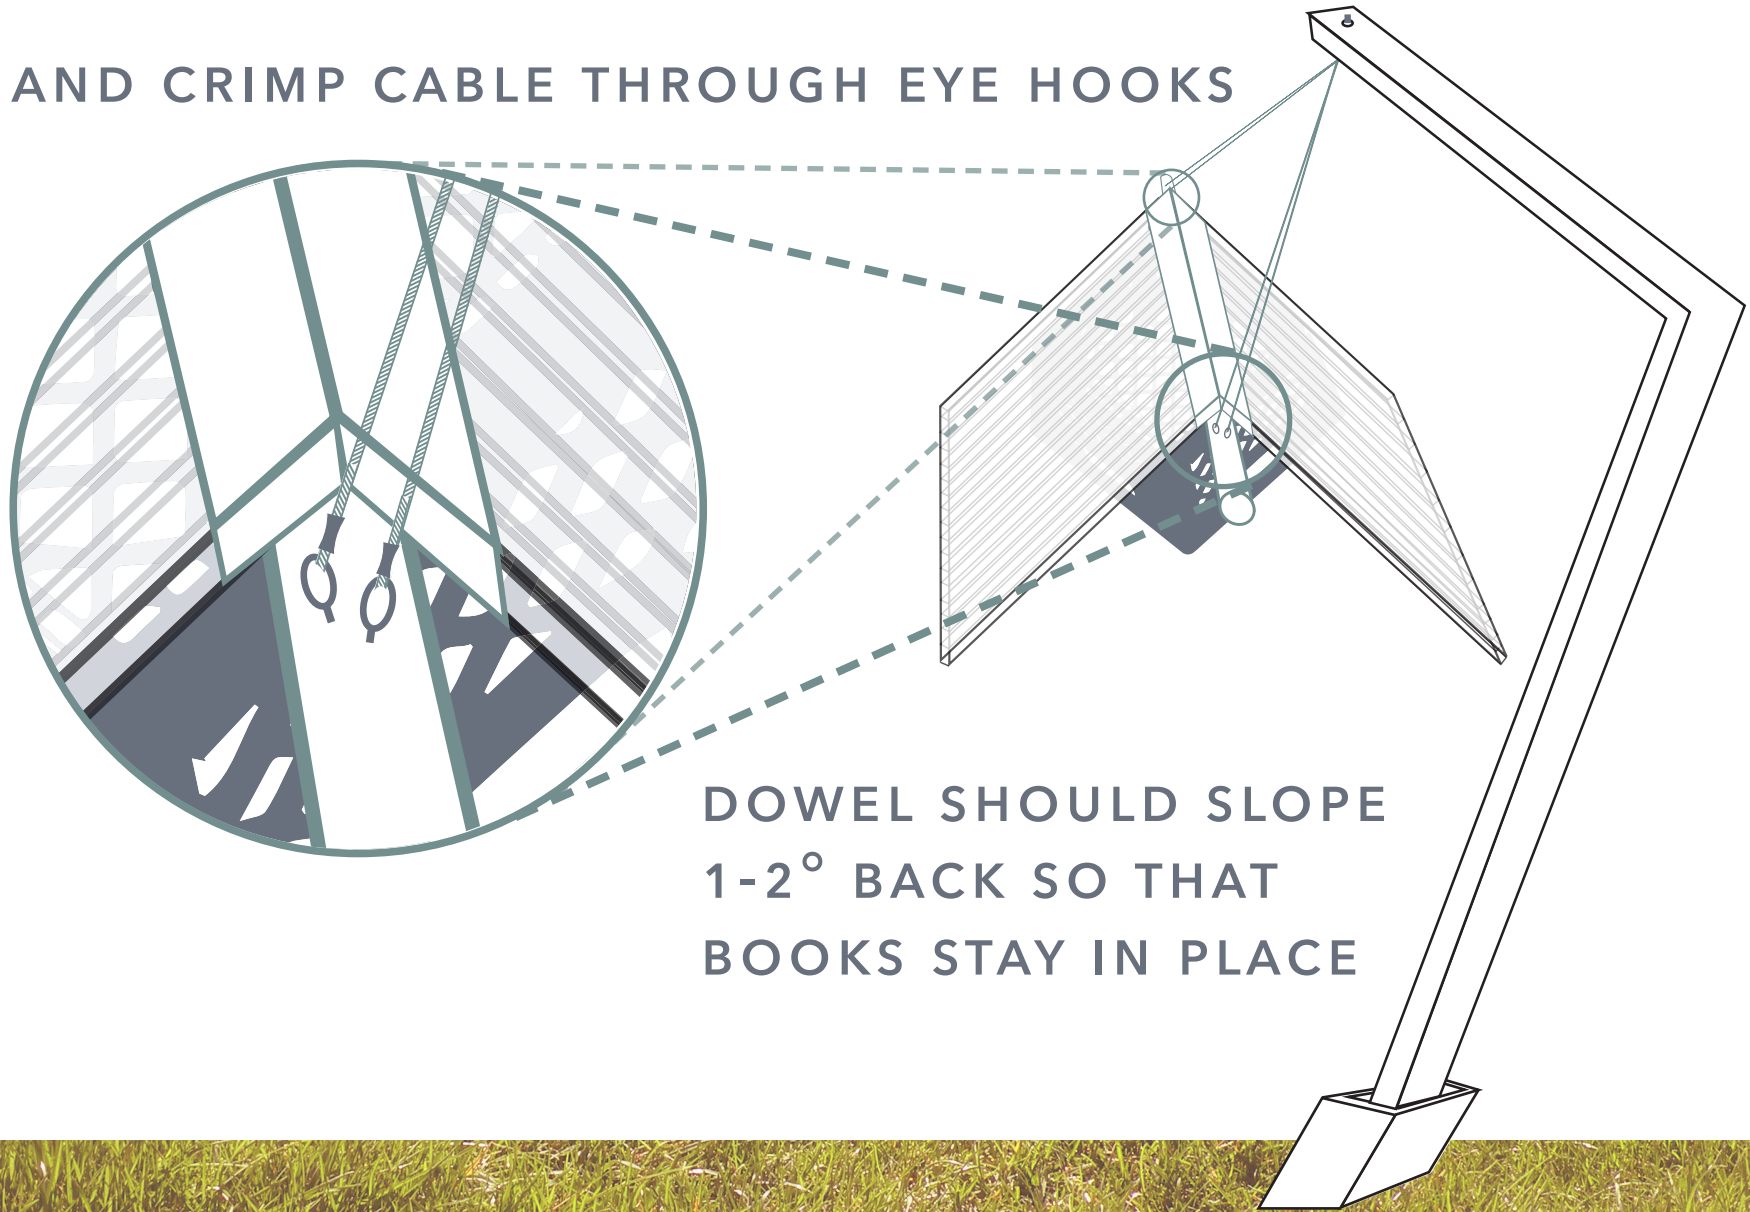 AND CRIMP CABLE THROUGH EYE HOOKS
DOWEL SHOULD SLOPE
1-2° BACK SO THAT
BOOKS STAY IN PLACE